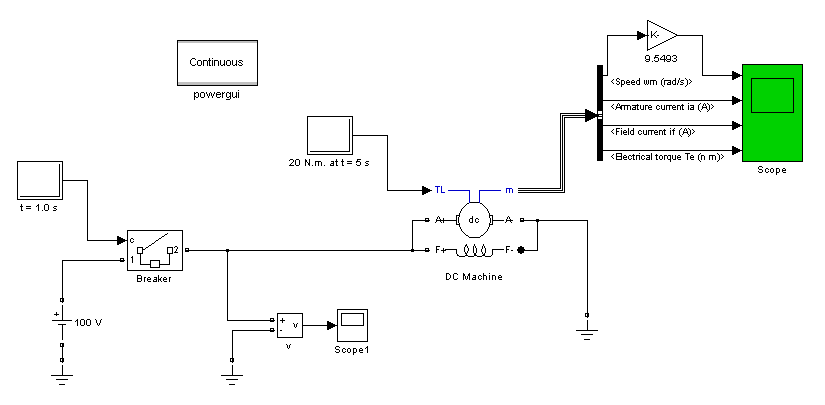 Continuous
powergui
K-
9.5493
<Speed wm (rad/s)>
<Armature current ia (A)>
<Field current if (A)>
<Electrical torque Te (n m)>
Scope
20 N.m. at t = 5 s
TL
m
A+
dc
A-
F+
F-
DC Machine
t = 1.0 s
c
1
2
Breaker
+
100 V
+
-
v
v
Scope1